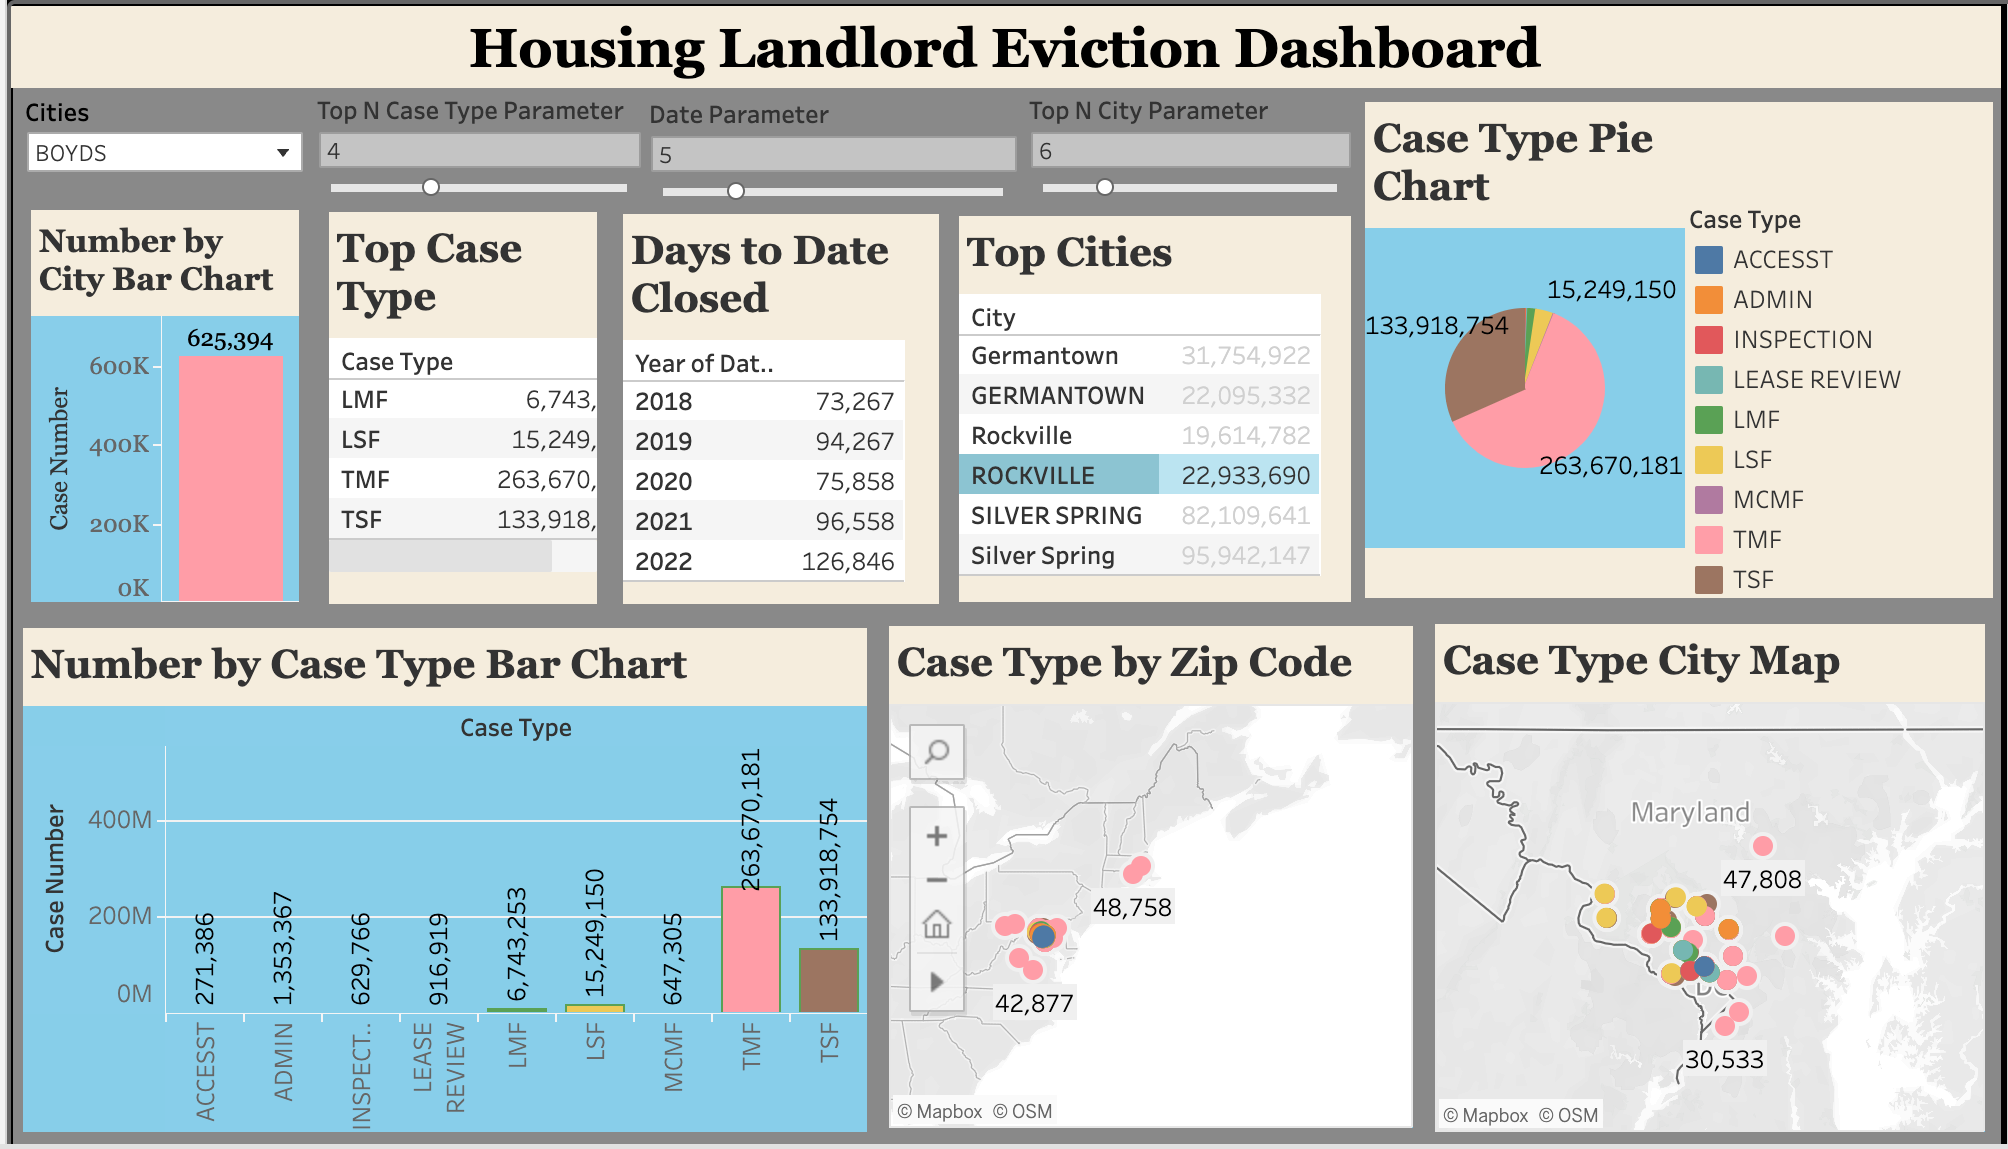 Housing Landlord Eviction Dashboard
Cities
BOYDS
Top N Case Type Parameter
4
Date Parameter
5
Top N City Parameter
6
Number by
City Bar Chart
625,394
600K
400K
200K
0K
Case Number
Top Case
Type
Case Type
LMF 6,743,
LSF 15,249,
TMF 263,670,
TSF 133,918,
Days to Date
Closed
Year of Dat..
2018 73,267
2019 94,267
2020 75,858
2021 96,558
2022 126,846
Top Cities
City
Germantown 31,754,922
GERMANTOWN 22,095,332
Rockville 19,614,782
ROCKVILLE 22,933,690
SILVER SPRING 82,109,641
Silver Spring 95,942,147
Case Type Pie
Chart
15,249,150
133,918,754
263,670,181
Case Type
ACCESST
ADMIN
INSPECTION
LEASE REVIEW
LMF
LSF
MCMF
TMF
TSF
Number by Case Type Bar Chart
Case Type
Case Number
400M
200M
0M
271,386
1,353,367
629,766
916,919
6,743,253
15,249,150
647,305
263,670,181
133,918,754
ACCESST
ADMIN
INSPECT..
LEASE
REVIEW
LMF
LSF
MCMF
TMF
TSF
Case Type by Zip Code
48,758
42,877
© Mapbox © OSM
Case Type City Map
Maryland
47,808
30,533
© Mapbox © OSM